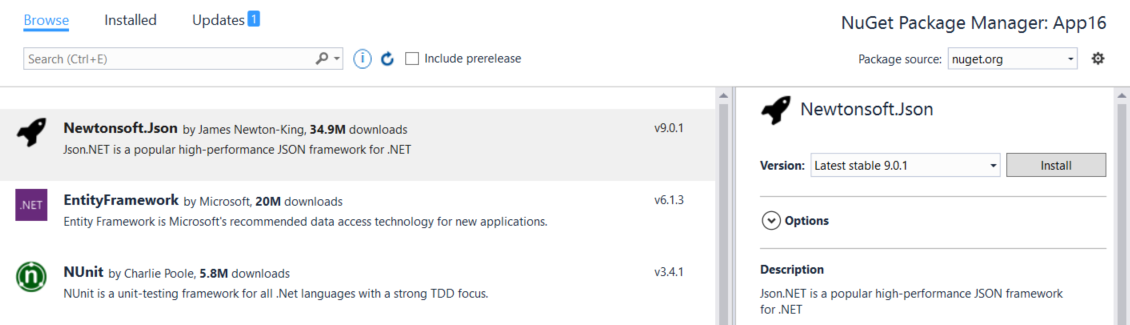 Browse Installed Updates 1
NuGet Package Manager: App16
Search (Ctrl+E) Include prerelease
Package source: nuget.org
Newtonsoft.Json by James Newton-King, 34.9M downloads v9.0.1
Json.NET is a popular high-performance JSON framework for .NET
.NET EntityFramework by Microsoft, 20M downloads v6.1.3
Entity Framework is Microsoft's recommended data access technology for new applications.
n NUnit by Charlie Poole, 5.8M downloads v3.4.1
NUnit is a unit-testing framework for all .Net languages with a strong TDD focus.
Newtonsoft.Json
Version: Latest stable 9.0.1 Install
Options
Description
Json.NET is a popular high-performance JSON framework
for .NET